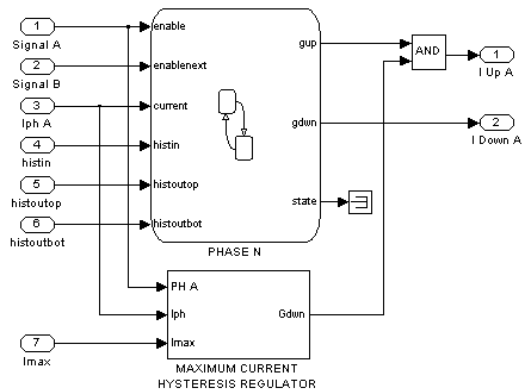 1
Signal A
2
Signal B
3
Iph A
4
histin
5
histoutop
6
histoutbot
7
Imax
enable
enablenext
current
histin
histoutop
histoutbot
gup
gdwn
state
PHASE N
AND
1
I Up A
2
I Down A
PH A
Iph
Imax
Gdwn
MAXIMUM CURRENT
HYSTERESIS REGULATOR